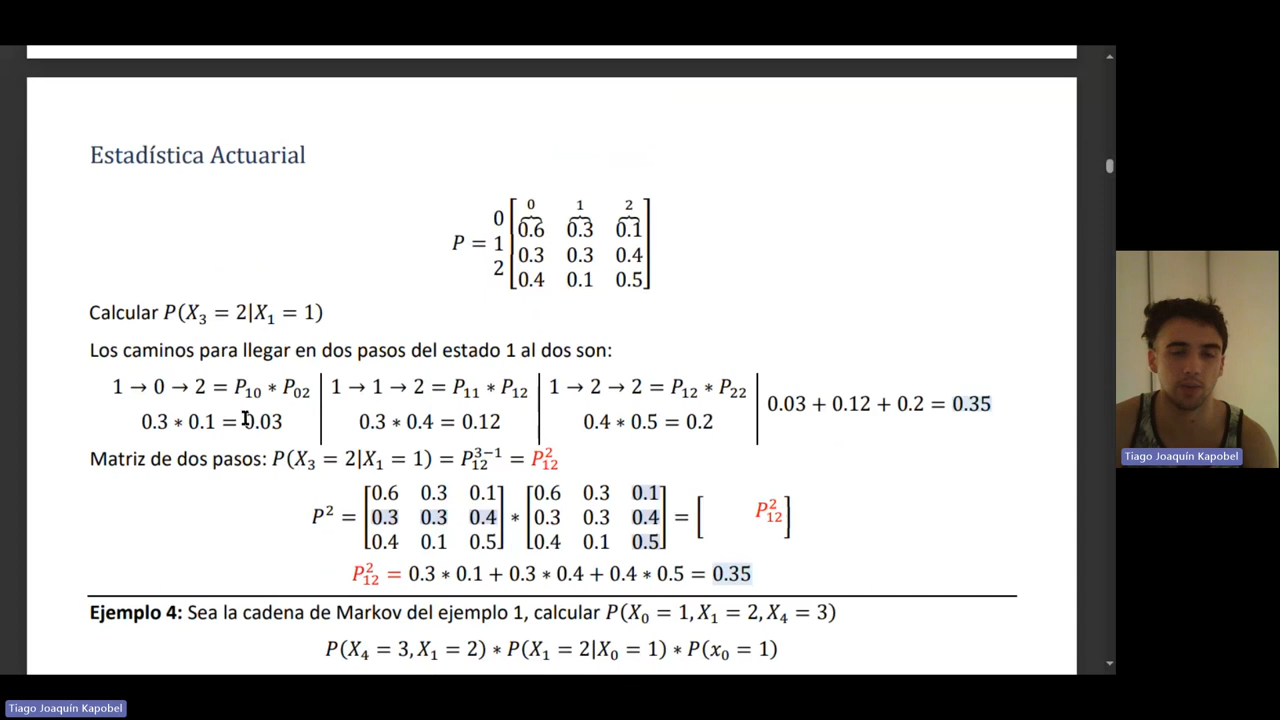 Estadística Actuarial
0 1 2
0 0.6 0.3 0.1
P = 1 [0.3 0.3 0.4]
2 0.4 0.1 0.5
Calcular P(X₃ = 2|X₁ = 1)
Los caminos para llegar en dos pasos del estado 1 al dos son:
1 → 0 → 2 = P₁₀ * P₀₂ | 1 → 1 → 2 = P₁₁ * P₁₂ | 1 → 2 → 2 = P₁₂ * P₂₂
0.3 * 0.1 = 0.03 | 0.3 * 0.4 = 0.12 | 0.4 * 0.5 = 0.2 | 0.03 + 0.12 + 0.2 = 0.35
Matriz de dos pasos: P(X₃ = 2|X₁ = 1) = P₁₂³⁻¹ = P₁₂²
[0.6 0.3 0.1] [0.6 0.3 0.1]
P² = [0.3 0.3 0.4] * [0.3 0.3 0.4] = [ P₁₂² ]
[0.4 0.1 0.5] [0.4 0.1 0.5]
P₁₂² = 0.3 * 0.1 + 0.3 * 0.4 + 0.4 * 0.5 = 0.35
Ejemplo 4: Sea la cadena de Markov del ejemplo 1, calcular P(X₀ = 1, X₁ = 2, X₄ = 3)
P(X₄ = 3, X₁ = 2) * P(X₁ = 2|X₀ = 1) * P(x₀ = 1)
Tiago Joaquín Kapobel
Tiago Joaquín Kapobel